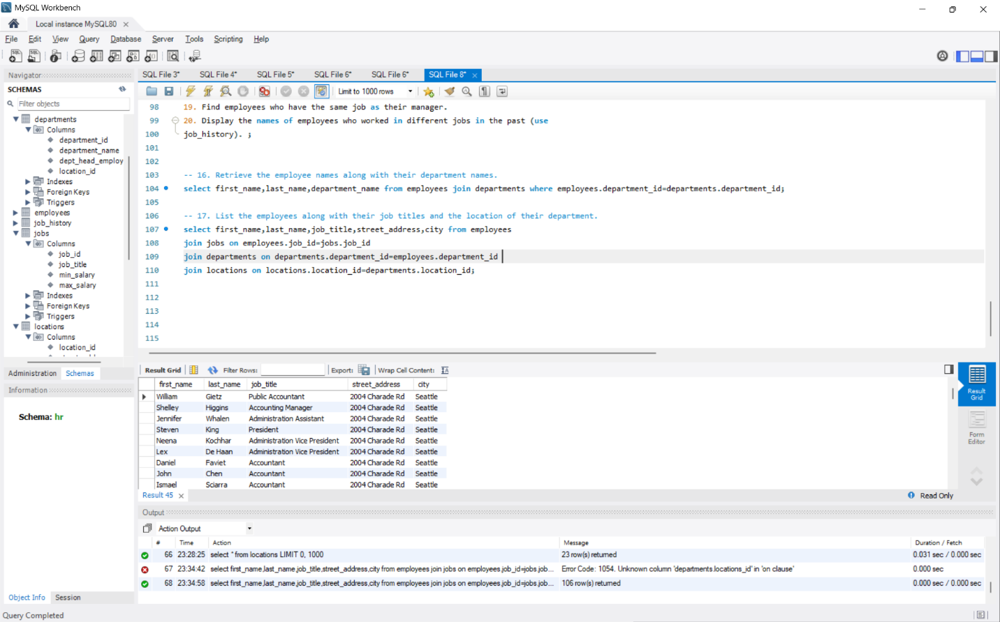 MySQL Workbench
Local instance MySQL80
File Edit View Query Database Server Tools Scripting Help
Navigator
SCHEMAS
Filter objects
departments
Columns
department_id
department_name
dept_head_employ
location_id
Indexes
Foreign Keys
Triggers
employees
job_history
jobs
Columns
job_id
job_title
min_salary
max_salary
Indexes
Foreign Keys
Triggers
locations
Columns
location_id
Administration Schemas
Information
Schema: hr
Object Info Session
Query Completed
SQL File 3* SQL File 4* SQL File 5* SQL File 6* SQL File 6* SQL File 8*
Limit to 1000 rows
98 19. Find employees who have the same job as their manager.
99 20. Display the names of employees who worked in different jobs in the past (use
100 job_history). ;
101
102
103 -- 16. Retrieve the employee names along with their department names.
104 select first_name,last_name,department_name from employees join departments where employees.department_id=departments.department_id;
105
106 -- 17. List the employees along with their job titles and the location of their department.
107 select first_name,last_name,job_title,street_address,city from employees
108 join jobs on employees.job_id=jobs.job_id
109 join departments on departments.department_id=employees.department_id
110 join locations on locations.location_id=departments.location_id;
111
112
113
114
115
Result Grid Filter Rows: Export: Wrap Cell Content:
first_name last_name job_title street_address city
William Gietz Public Accountant 2004 Charade Rd Seattle
Shelley Higgins Accounting Manager 2004 Charade Rd Seattle
Jennifer Whalen Administration Assistant 2004 Charade Rd Seattle
Steven King President 2004 Charade Rd Seattle
Neena Kochhar Administration Vice President 2004 Charade Rd Seattle
Lex De Haan Administration Vice President 2004 Charade Rd Seattle
Daniel Faviet Accountant 2004 Charade Rd Seattle
John Chen Accountant 2004 Charade Rd Seattle
Ismael Sciarra Accountant 2004 Charade Rd Seattle
Result Grid
Form Editor
Result 45
Read Only
Output
Action Output
# Time Action Message Duration / Fetch
66 23:28:25 select * from locations LIMIT 0, 1000 23 row(s) returned 0.031 sec / 0.000 sec
67 23:34:42 select first_name,last_name,job_title,street_address,city from employees join jobs on employees.job_id=jobs.job... Error Code: 1054. Unknown column 'departments.locations_id' in 'on clause' 0.000 sec
68 23:34:58 select first_name,last_name,job_title,street_address,city from employees join jobs on employees.job_id=jobs.job... 106 row(s) returned 0.000 sec / 0.000 sec